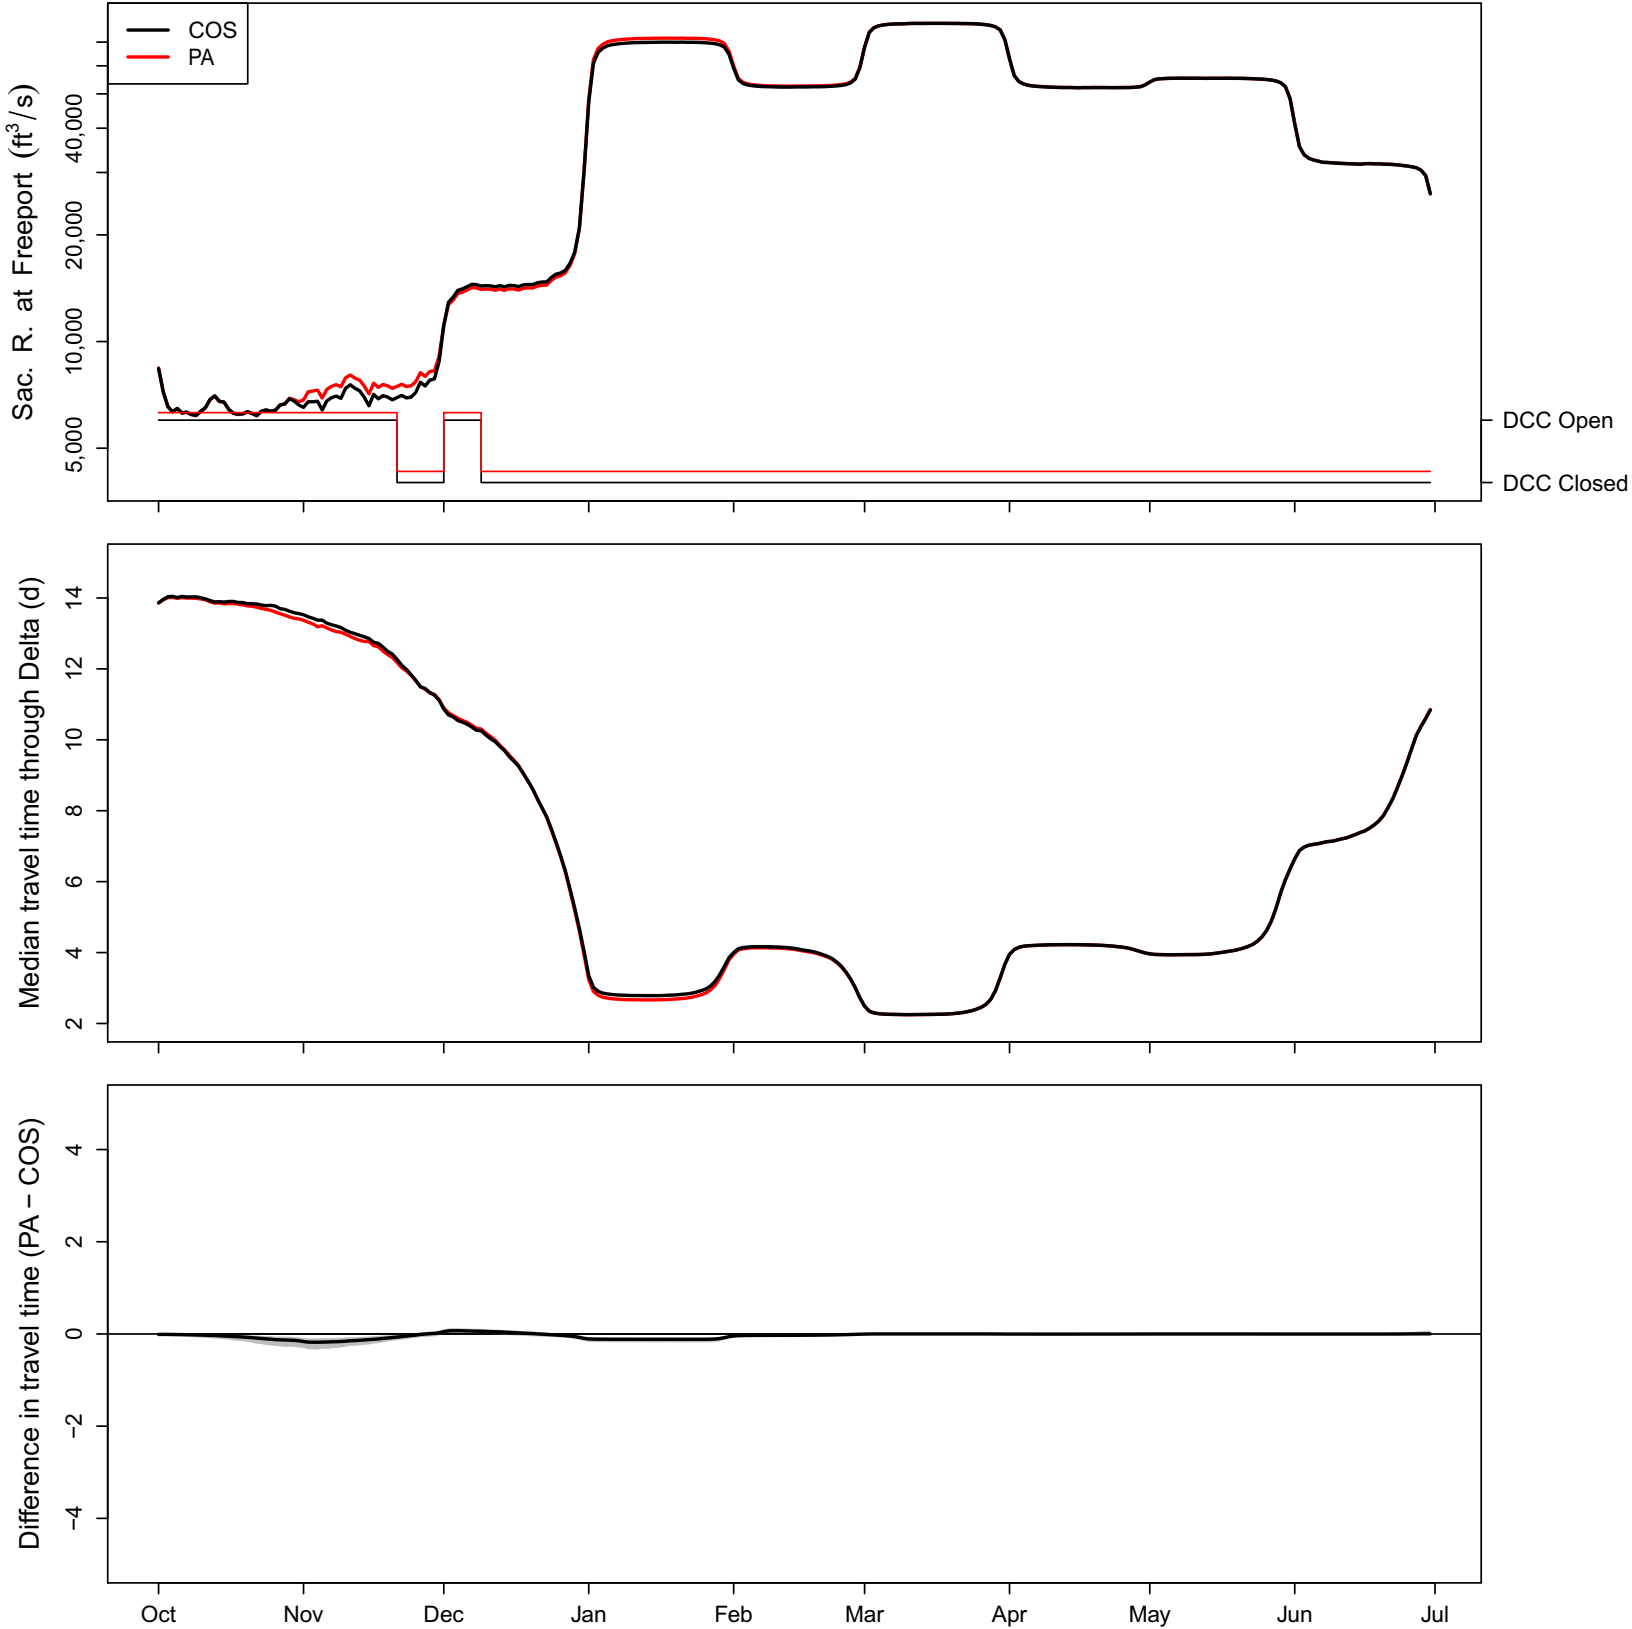 COS
PA
Sac. R. at Freeport (ft³/s)
40,000
20,000
10,000
5,000
DCC Open
DCC Closed
Median travel time through Delta (d)
14
12
10
8
6
4
2
Difference in travel time (PA − COS)
4
2
0
−2
−4
Oct Nov Dec Jan Feb Mar Apr May Jun Jul